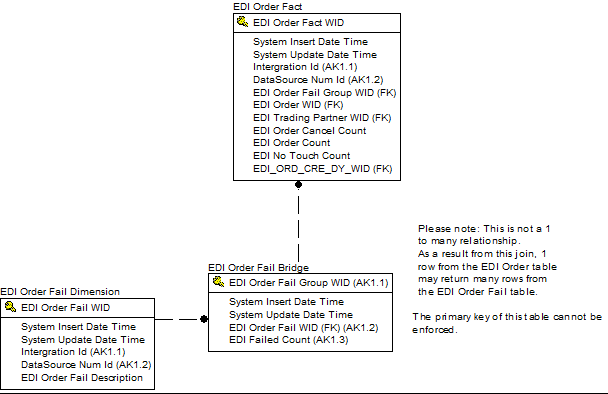 EDI Order Fact
EDI Order Fact WID
System Insert Date Time
System Update Date Time
Intergration Id (AK1.1)
DataSource Num Id (AK1.2)
EDI Order Fail Group WID (FK)
EDI Order WID (FK)
EDI Trading Partner WID (FK)
EDI Order Cancel Count
EDI Order Count
EDI No Touch Count
EDI_ORD_CRE_DY_WID (FK)
Please note: This is not a 1
to many relationship.
As a result from this join, 1
row from the EDI Order table
may return many rows from
the EDI Order Fail table.
The primary key of this table cannot be
enforced.
EDI Order Fail Bridge
EDI Order Fail Group WID (AK1.1)
System Insert Date Time
System Update Date Time
EDI Order Fail WID (FK) (AK1.2)
EDI Failed Count (AK1.3)
EDI Order Fail Dimension
EDI Order Fail WID
System Insert Date Time
System Update Date Time
Intergration Id (AK1.1)
DataSource Num Id (AK1.2)
EDI Order Fail Description